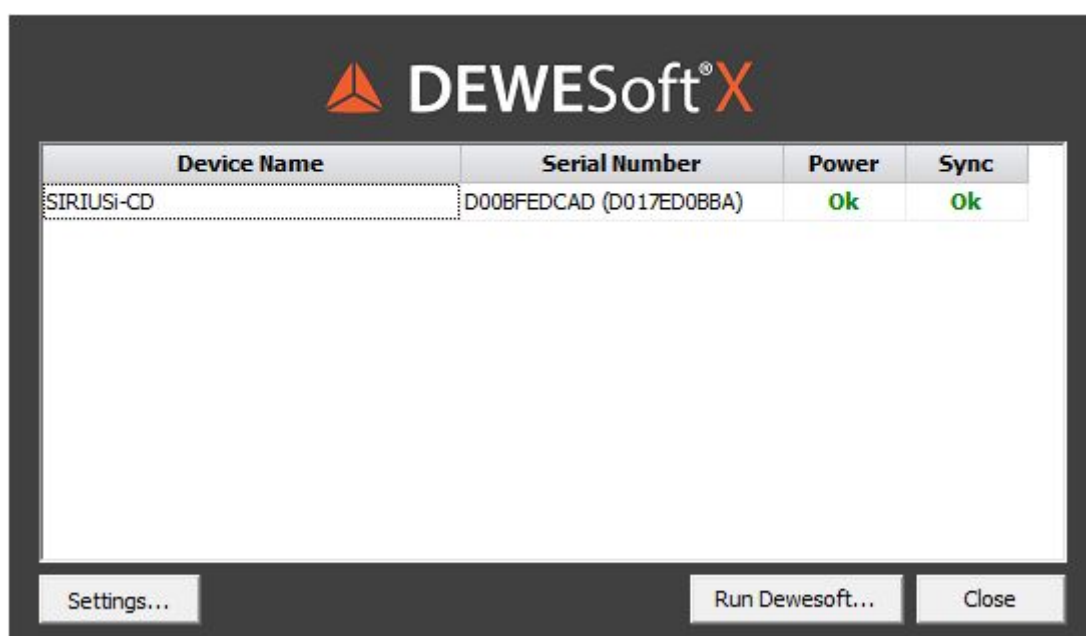 DEWESoft®X
Device Name Serial Number Power Sync
SIRIUSi-CD D00BFEDCAD (D017ED0BBA) Ok Ok
Settings... Run Dewesoft... Close